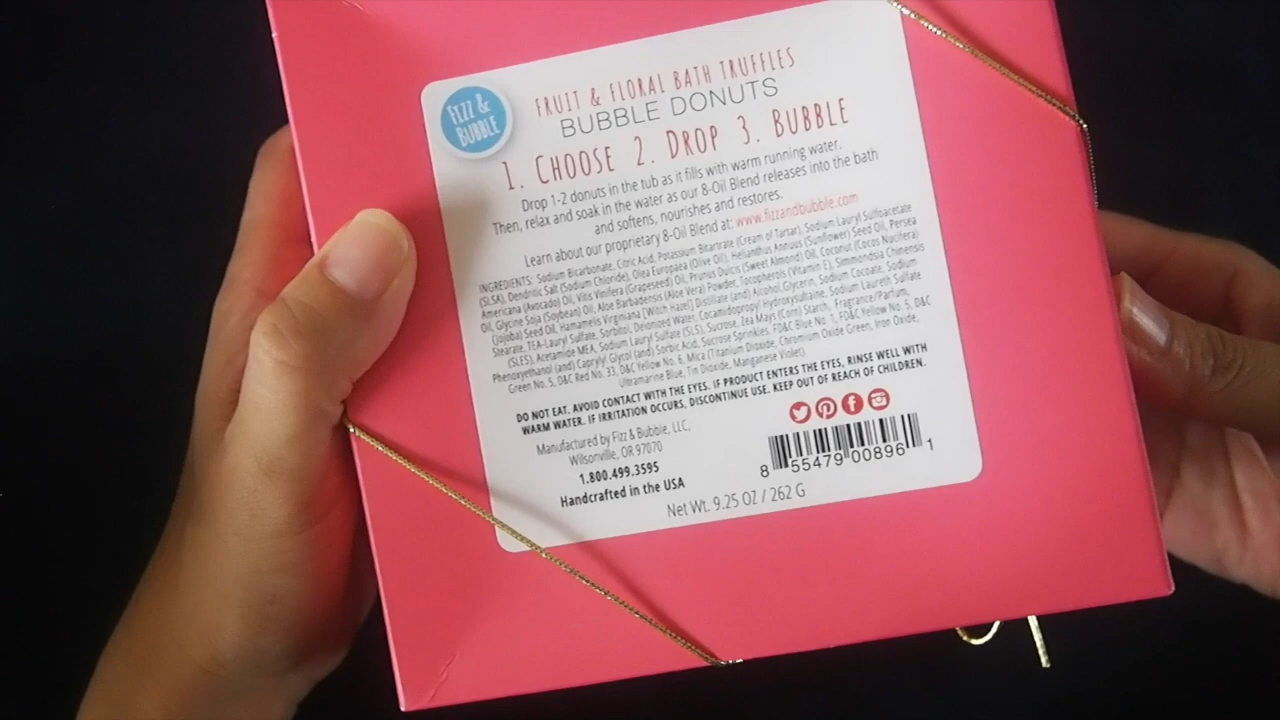 FIZZ &
BUBBLE
FRUIT & FLORAL BATH TRUFFLES
BUBBLE DONUTS
1. CHOOSE 2. DROP 3. BUBBLE
Drop 1-2 donuts in the tub as it fills with warm running water.
Then, relax and soak in the water as our 8-Oil Blend releases into the bath
and softens, nourishes and restores.
Learn about our proprietary 8-Oil Blend at: www.fizzandbubble.com
INGREDIENTS: Sodium Bicarbonate, Citric Acid, Potassium Bitartrate (Cream of Tartar), Sodium Lauryl Sulfoacetate
(SLSA), Dendritic Salt (Sodium Chloride), Olea Europaea (Olive Oil), Helianthus Annuus (Sunflower) Seed Oil, Persea
Americana (Avocado) Oil, Vitis Vinifera (Grapeseed) Oil, Prunus Dulcis (Sweet Almond) Oil, Coconut (Cocos Nucifera)
Oil, Glycine Soja (Soybean) Oil, Aloe Barbadensis (Aloe Vera) Powder, Tocopherols (Vitamin E), Simmondsia Chinensis
(Jojoba) Seed Oil, Hamamelis Virginiana [Witch Hazel] Distillate (and) Alcohol, Glycerin, Sodium Cocoate, Sodium
Stearate, TEA-Lauryl Sulfate, Sorbitol, Deionized Water, Cocamidopropyl Hydroxysultaine, Sodium Laureth Sulfate
(SLES), Acetamide MEA, Sodium Lauryl Sulfate (SLS), Sucrose, Zea Mays (Corn) Starch, Fragrance/Parfum,
Phenoxyethanol (and) Caprylyl Glycol (and) Sorbic Acid, Sucrose Sprinkles, FD&C Blue No. 1, FD&C Yellow No. 5, D&C
Green No. 5, D&C Red No. 33, D&C Yellow No. 6, Mica (Titanium Dioxide, Chromium Oxide Green, Iron Oxide,
Ultramarine Blue, Tin Dioxide, Manganese Violet).
DO NOT EAT. AVOID CONTACT WITH THE EYES. IF PRODUCT ENTERS THE EYES, RINSE WELL WITH
WARM WATER. IF IRRITATION OCCURS, DISCONTINUE USE. KEEP OUT OF REACH OF CHILDREN.
Manufactured by Fizz & Bubble, LLC,
Wilsonville, OR 97070
1.800.499.3595
Handcrafted in the USA
8 55479 00896 1
Net Wt. 9.25 OZ / 262 G